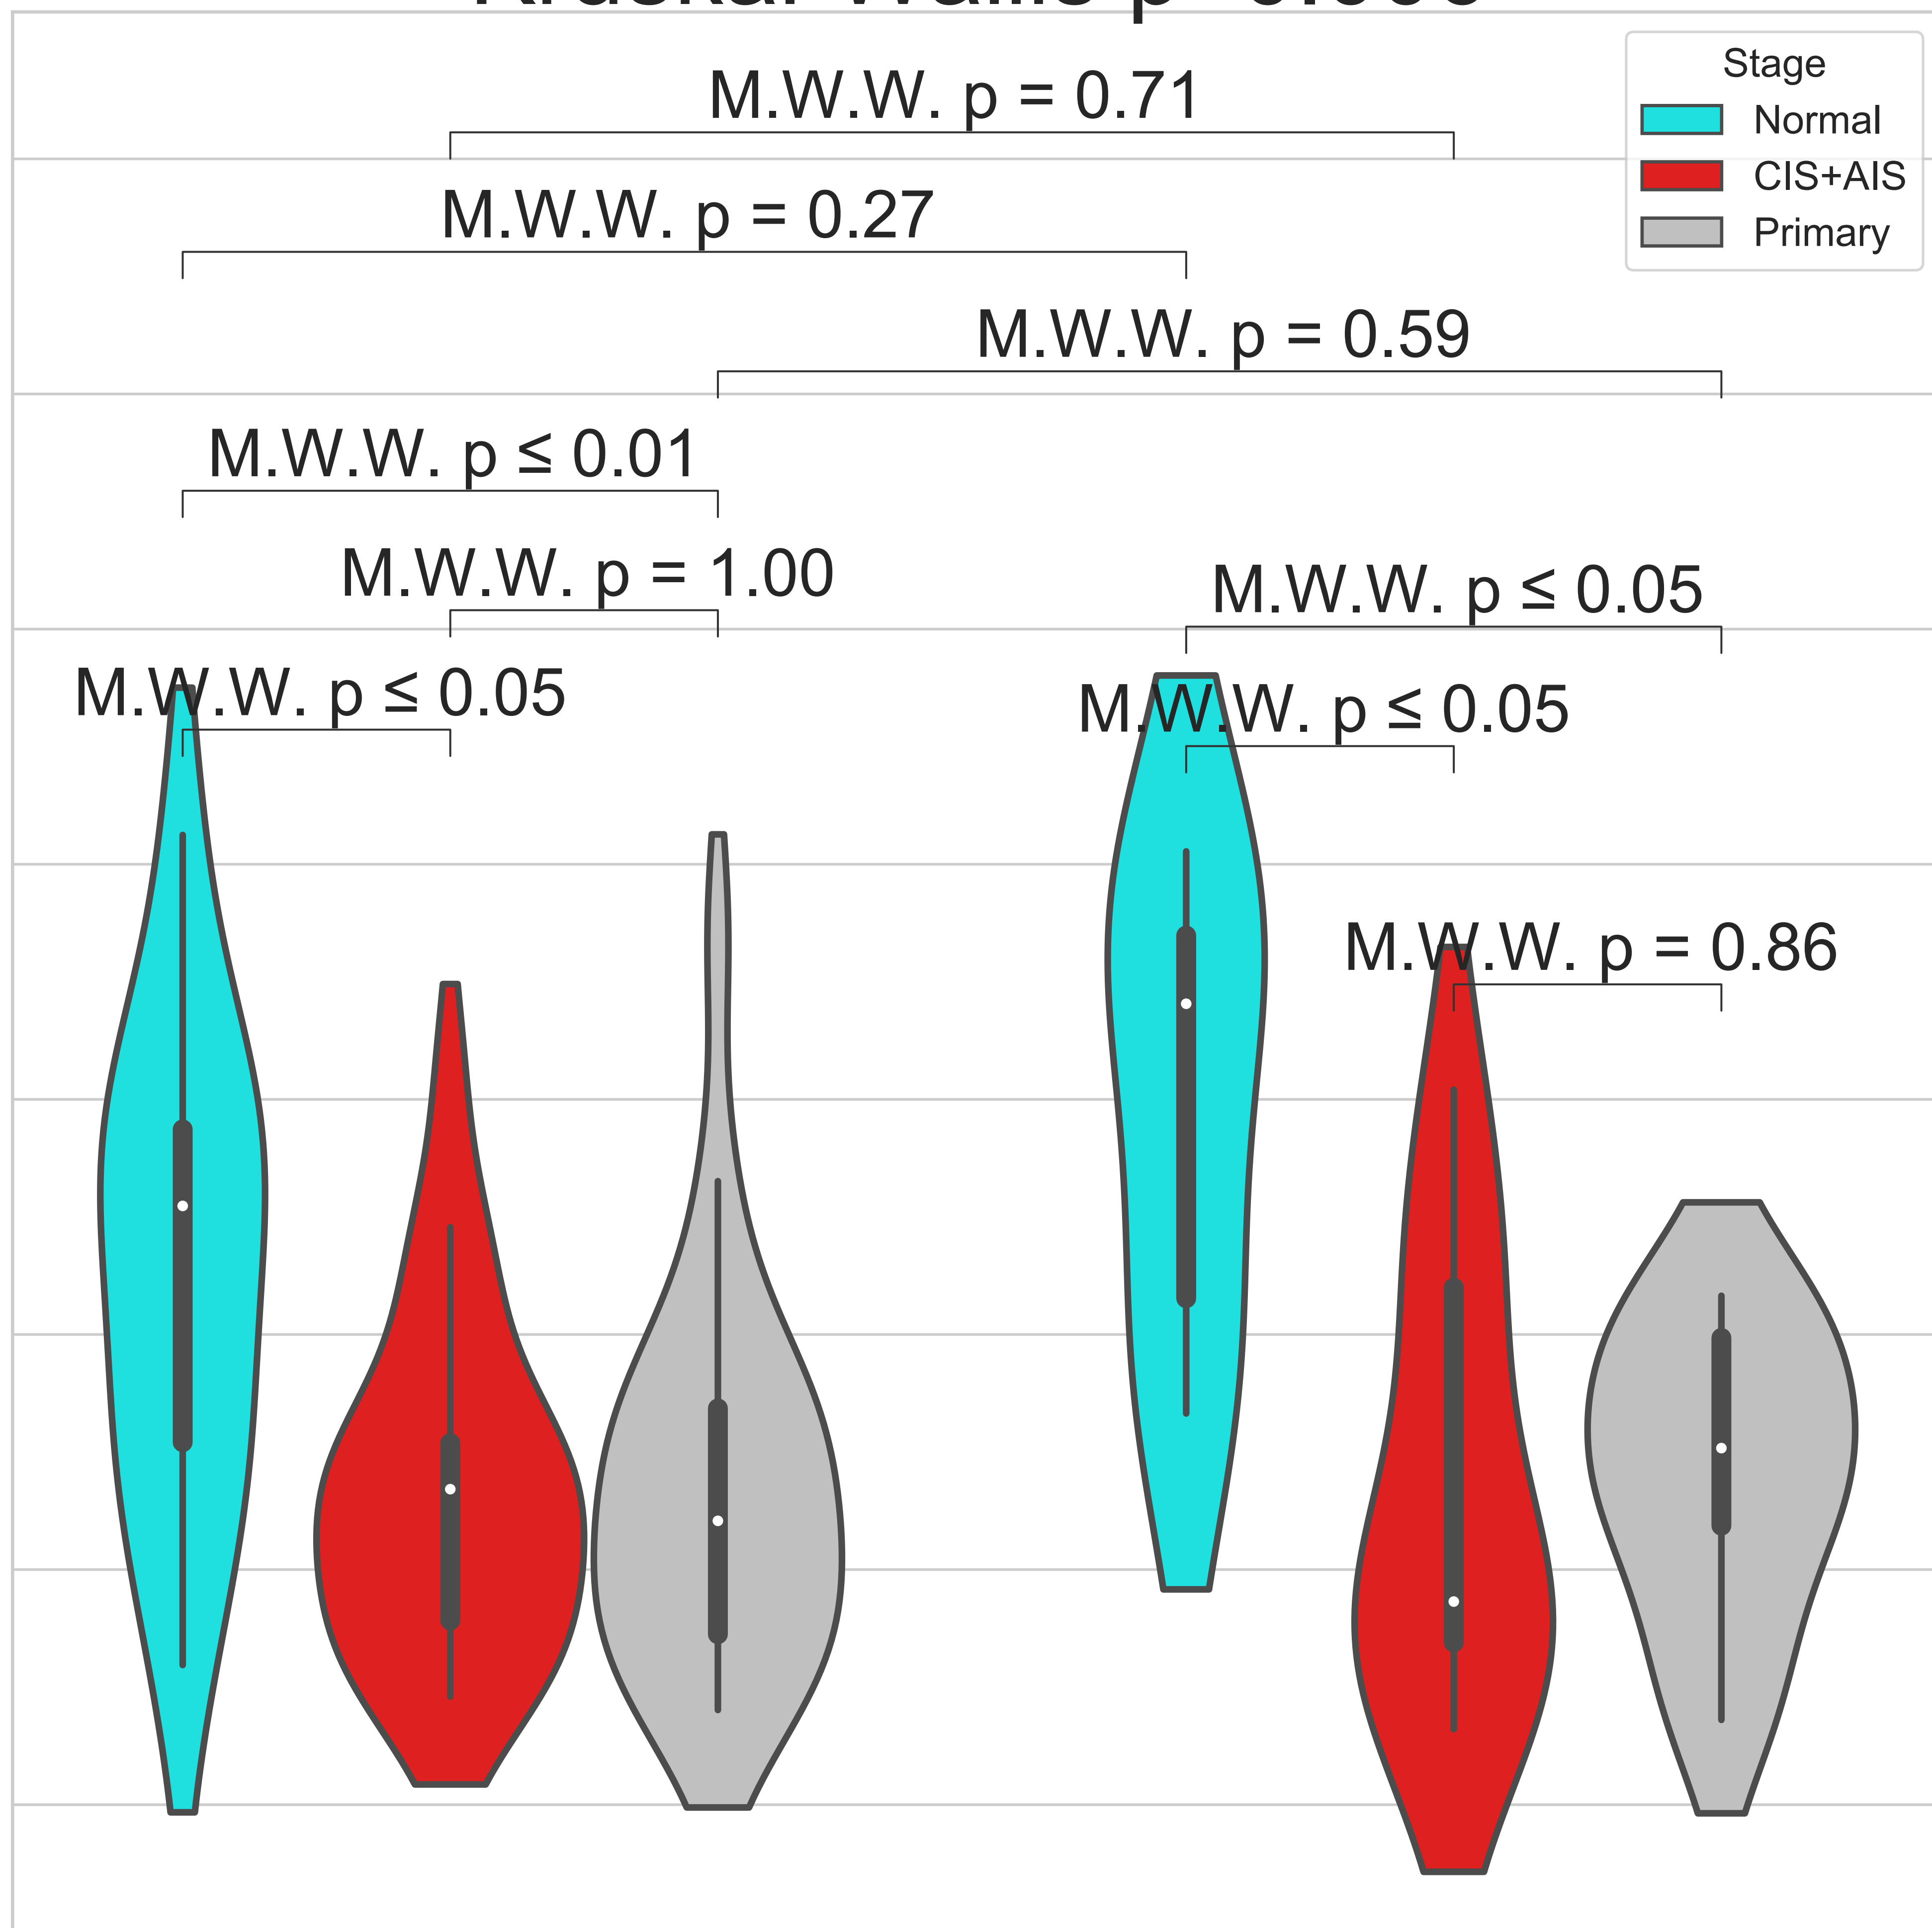 M.W.W. p = 0.71
Stage
Normal
CIS+AIS
Primary
M.W.W. p = 0.27
M.W.W. p = 0.59
M.W.W. p ≤ 0.01
M.W.W. p = 1.00
M.W.W. p ≤ 0.05
M.W.W. p ≤ 0.05
M.W.W. p ≤ 0.05
M.W.W. p = 0.86